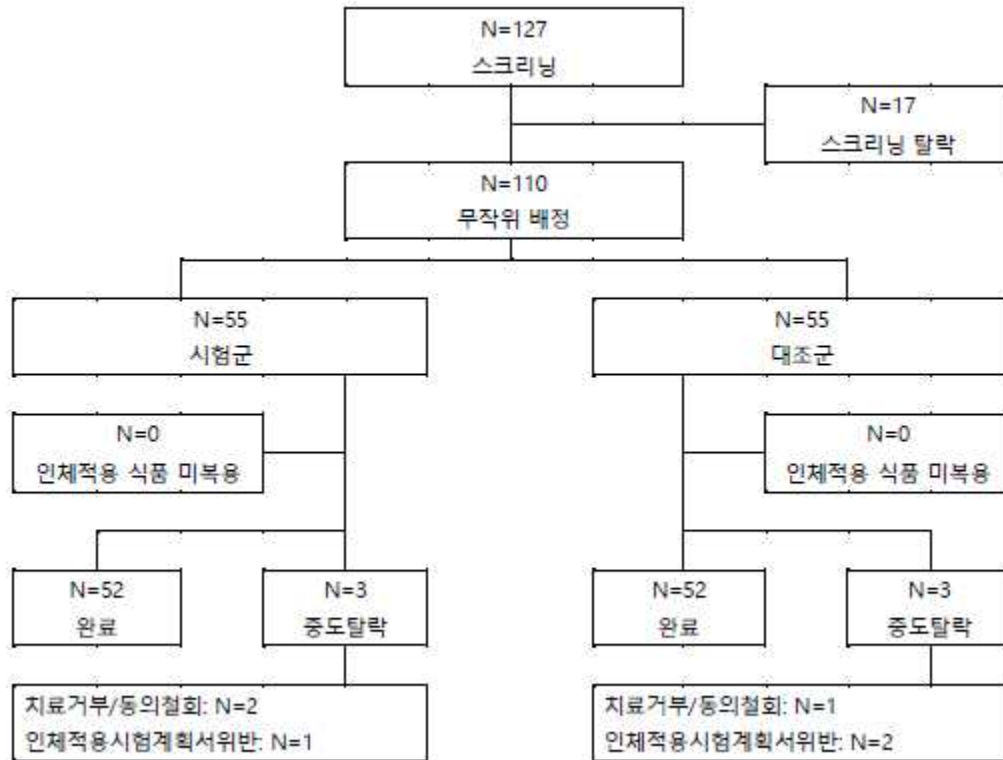 N=127
스크리닝
N=17
스크리닝 탈락
N=110
무작위 배정
N=55
시험군
N=55
대조군
N=0
인체적용 식품 미복용
N=0
인체적용 식품 미복용
N=52
완료
N=3
중도탈락
N=52
완료
N=3
중도탈락
치료거부/동의철회: N=2
인체적용시험계획서위반: N=1
치료거부/동의철회: N=1
인체적용시험계획서위반: N=2